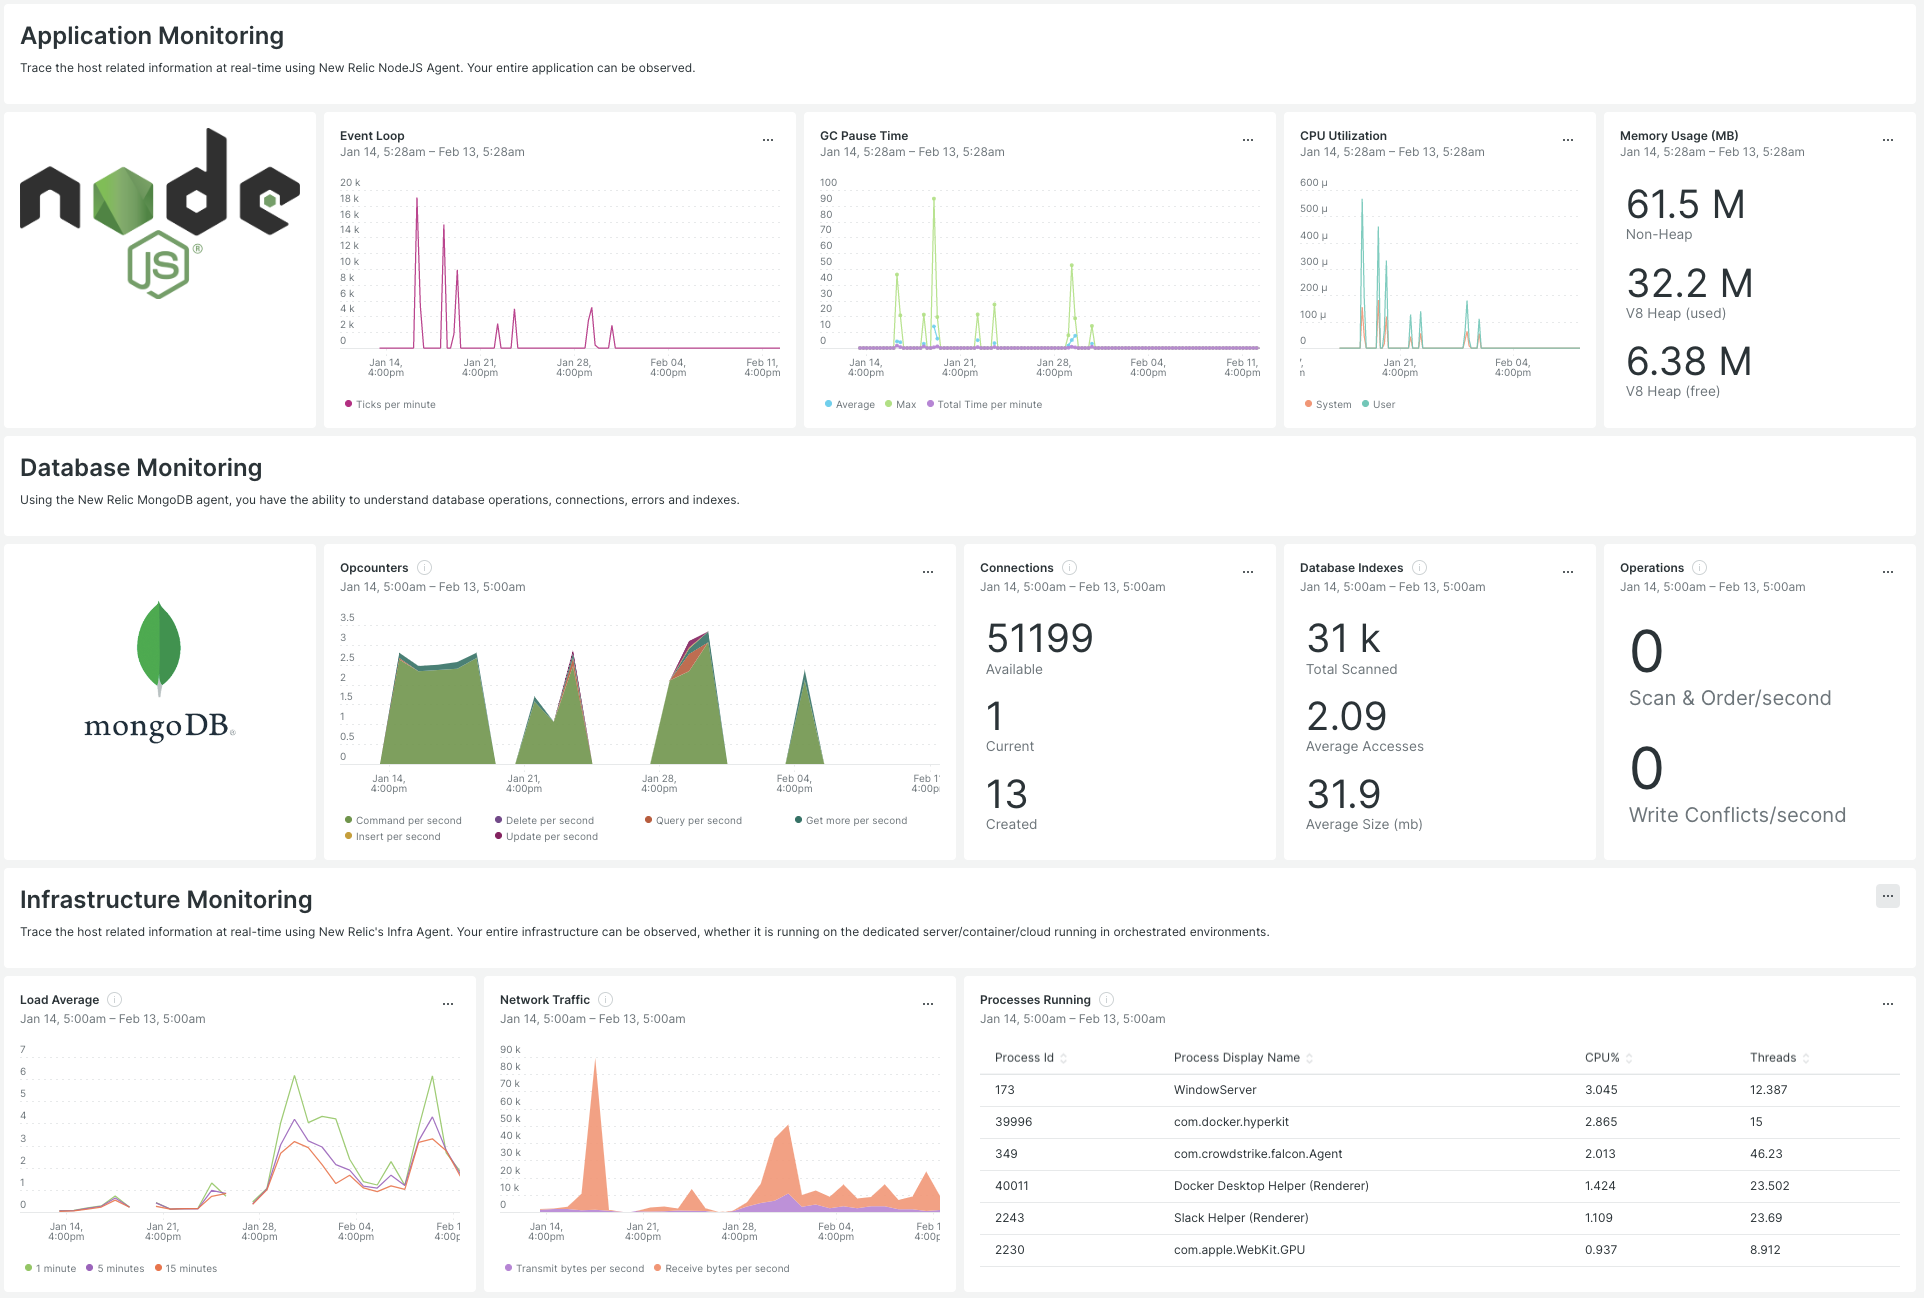 Application Monitoring
Trace the host related information at real-time using New Relic NodeJS Agent. Your entire application can be observed.
node
JS®
Event Loop
...
Jan 14, 5:28am – Feb 13, 5:28am
20 k
18 k
16 k
14 k
12 k
10 k
8 k
6 k
4 k
2 k
0
Jan 14, 4:00pm
Jan 21, 4:00pm
Jan 28, 4:00pm
Feb 04, 4:00pm
Feb 11, 4:00pm
Ticks per minute
GC Pause Time
...
Jan 14, 5:28am – Feb 13, 5:28am
100
90
80
70
60
50
40
30
20
10
0
Jan 14, 4:00pm
Jan 21, 4:00pm
Jan 28, 4:00pm
Feb 04, 4:00pm
Feb 11, 4:00pm
Average Max Total Time per minute
CPU Utilization
...
Jan 14, 5:28am – Feb 13, 5:28am
600 µ
500 µ
400 µ
300 µ
200 µ
100 µ
0
Jan 21, 4:00pm
Feb 04, 4:00pm
System User
Memory Usage (MB)
...
Jan 14, 5:28am – Feb 13, 5:28am
61.5 M
Non-Heap
32.2 M
V8 Heap (used)
6.38 M
V8 Heap (free)
Database Monitoring
Using the New Relic MongoDB agent, you have the ability to understand database operations, connections, errors and indexes.
mongoDB®
Opcounters
...
Jan 14, 5:00am – Feb 13, 5:00am
3.5
3
2.5
2
1.5
1
0.5
0
Jan 14, 4:00pm
Jan 21, 4:00pm
Jan 28, 4:00pm
Feb 04, 4:00pm
Feb 11 4:00p
Command per second Delete per second Query per second Get more per second
Insert per second Update per second
Connections
...
Jan 14, 5:00am – Feb 13, 5:00am
51199
Available
1
Current
13
Created
Database Indexes
...
Jan 14, 5:00am – Feb 13, 5:00am
31 k
Total Scanned
2.09
Average Accesses
31.9
Average Size (mb)
Operations
...
Jan 14, 5:00am – Feb 13, 5:00am
0
Scan & Order/second
0
Write Conflicts/second
Infrastructure Monitoring
...
Trace the host related information at real-time using New Relic's Infra Agent. Your entire infrastructure can be observed, whether it is running on the dedicated server/container/cloud running in orchestrated environments.
Load Average
...
Jan 14, 5:00am – Feb 13, 5:00am
7
6
5
4
3
2
1
0
Jan 14, 4:00pm
Jan 21, 4:00pm
Jan 28, 4:00pm
Feb 04, 4:00pm
Feb 1 4:00p
1 minute 5 minutes 15 minutes
Network Traffic
...
Jan 14, 5:00am – Feb 13, 5:00am
90 k
80 k
70 k
60 k
50 k
40 k
30 k
20 k
10 k
0
Jan 14, 4:00pm
Jan 21, 4:00pm
Jan 28, 4:00pm
Feb 04, 4:00pm
Feb 1 4:00p
Transmit bytes per second Receive bytes per second
Processes Running
...
Jan 14, 5:00am – Feb 13, 5:00am
Process Id Process Display Name CPU% Threads
173 WindowServer 3.045 12.387
39996 com.docker.hyperkit 2.865 15
349 com.crowdstrike.falcon.Agent 2.013 46.23
40011 Docker Desktop Helper (Renderer) 1.424 23.502
2243 Slack Helper (Renderer) 1.109 23.69
2230 com.apple.WebKit.GPU 0.937 8.912